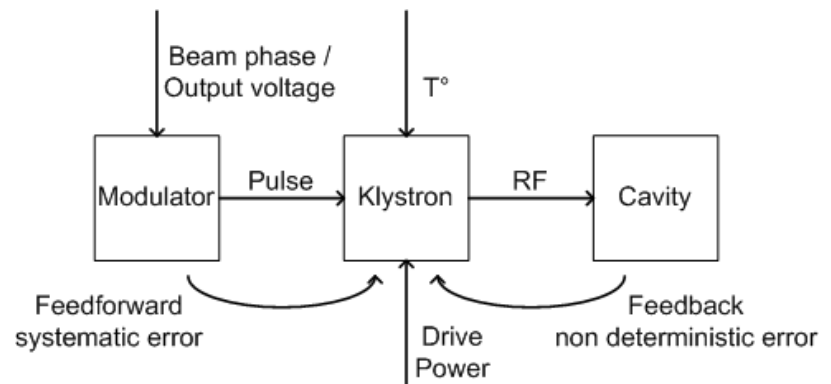 Beam phase /
Output voltage
T°
Modulator
Pulse
Klystron
RF
Cavity
Feedforward
systematic error
Drive
Power
Feedback
non deterministic error